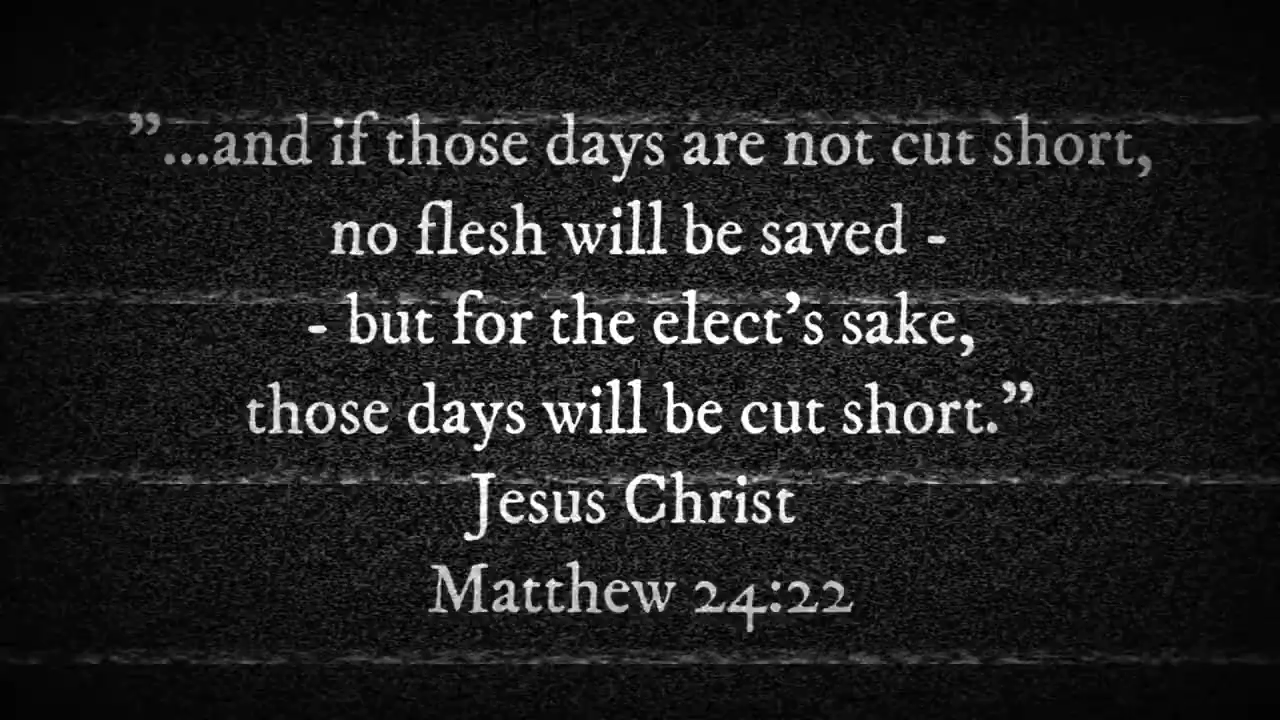 ”...and if those days are not cut short,
no flesh will be saved -
- but for the elect’s sake,
those days will be cut short.”
Jesus Christ
Matthew 24:22